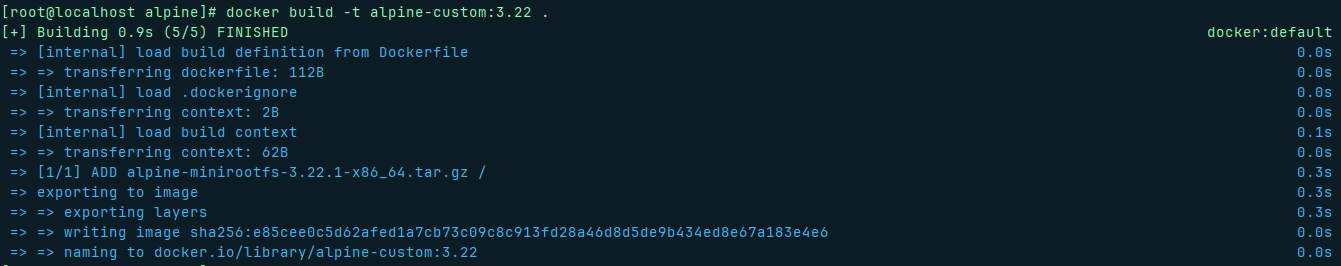 [root@localhost alpine]# docker build -t alpine-custom:3.22 .
[+] Building 0.9s (5/5) FINISHED docker:default
=> [internal] load build definition from Dockerfile 0.0s
=> => transferring dockerfile: 112B 0.0s
=> [internal] load .dockerignore 0.0s
=> => transferring context: 2B 0.0s
=> [internal] load build context 0.1s
=> => transferring context: 62B 0.0s
=> [1/1] ADD alpine-minirootfs-3.22.1-x86_64.tar.gz / 0.3s
=> exporting to image 0.3s
=> => exporting layers 0.3s
=> => writing image sha256:e85cee0c5d62afed1a7cb73c09c8c913fd28a46d8d5de9b434ed8e67a183e4e6 0.0s
=> => naming to docker.io/library/alpine-custom:3.22 0.0s